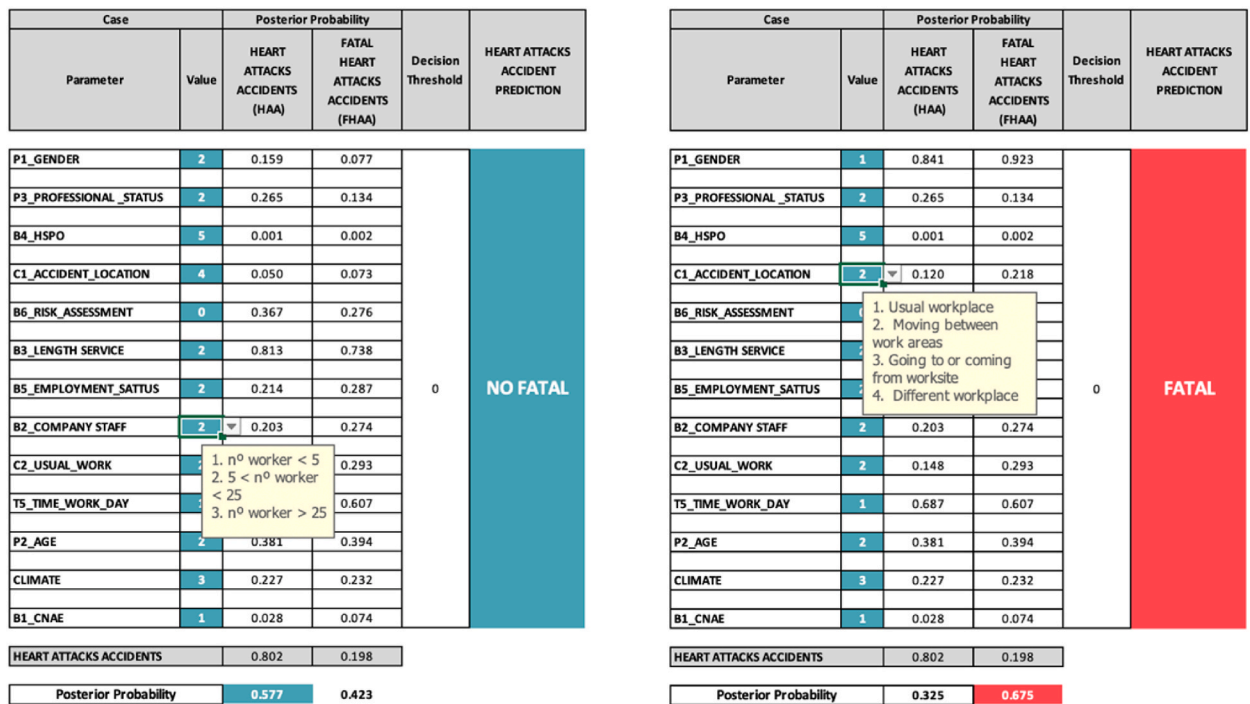 Case Posterior Probability
Parameter Value HEART ATTACKS ACCIDENTS (HAA) FATAL HEART ATTACKS ACCIDENTS (FHAA) Decision Threshold HEART ATTACKS ACCIDENT PREDICTION
P1_GENDER 2 0.159 0.077
P3_PROFESSIONAL _STATUS 2 0.265 0.134
B4_HSPO 5 0.001 0.002
C1_ACCIDENT_LOCATION 4 0.050 0.073
B6_RISK_ASSESSMENT 0 0.367 0.276
B3_LENGTH SERVICE 2 0.813 0.738
B5_EMPLOYMENT_SATTUS 2 0.214 0.287 0 NO FATAL
B2_COMPANY STAFF 2 0.203 0.274
1. nº worker < 5
2. 5 < nº worker
< 25
3. nº worker > 25
C2_USUAL_WORK 0.293
T5_TIME_WORK_DAY 0.607
P2_AGE 2 0.381 0.394
CLIMATE 3 0.227 0.232
B1_CNAE 1 0.028 0.074
HEART ATTACKS ACCIDENTS 0.802 0.198
Posterior Probability 0.577 0.423
Case Posterior Probability
Parameter Value HEART ATTACKS ACCIDENTS (HAA) FATAL HEART ATTACKS ACCIDENTS (FHAA) Decision Threshold HEART ATTACKS ACCIDENT PREDICTION
P1_GENDER 1 0.841 0.923
P3_PROFESSIONAL _STATUS 2 0.265 0.134
B4_HSPO 5 0.001 0.002
C1_ACCIDENT_LOCATION 2 0.120 0.218
1. Usual workplace
2. Moving between
work areas
3. Going to or coming
from worksite
4. Different workplace
B6_RISK_ASSESSMENT
B3_LENGTH SERVICE
B5_EMPLOYMENT_SATTUS 0 FATAL
B2_COMPANY STAFF 2 0.203 0.274
C2_USUAL_WORK 2 0.148 0.293
T5_TIME_WORK_DAY 1 0.687 0.607
P2_AGE 2 0.381 0.394
CLIMATE 3 0.227 0.232
B1_CNAE 1 0.028 0.074
HEART ATTACKS ACCIDENTS 0.802 0.198
Posterior Probability 0.325 0.675